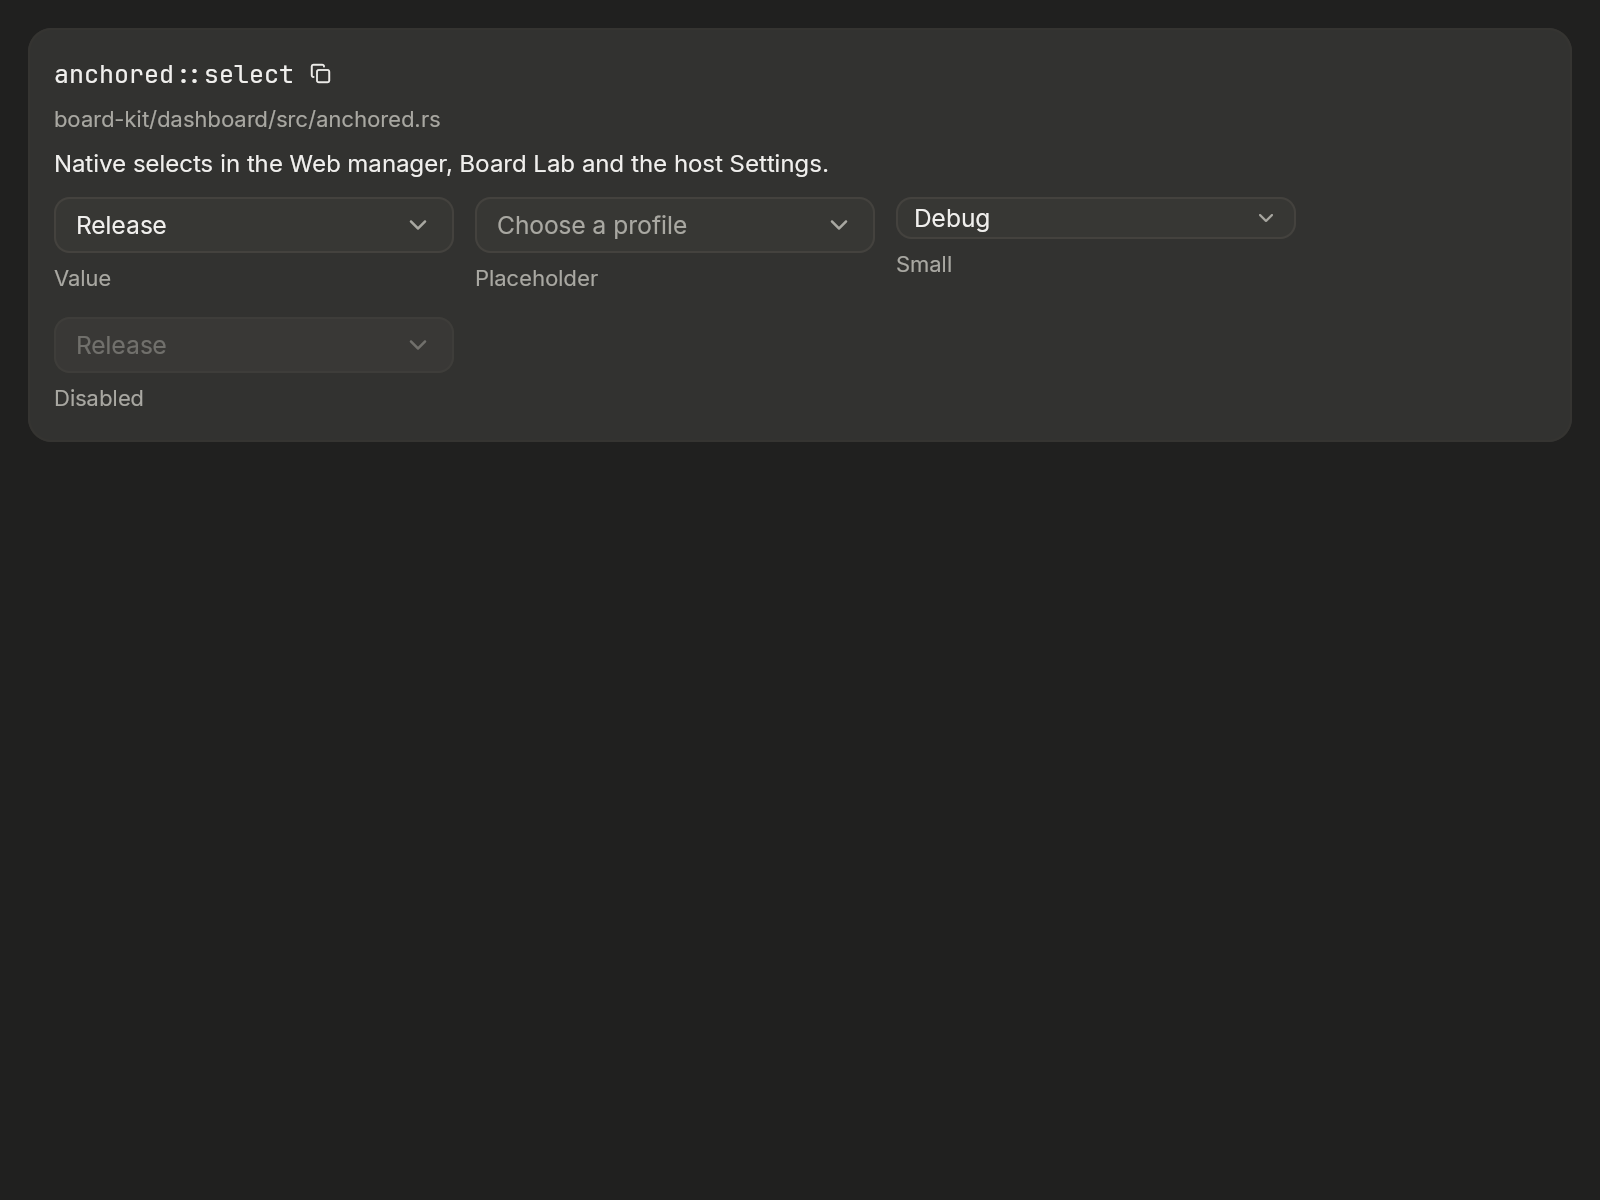 anchored::select
board-kit/dashboard/src/anchored.rs
Native selects in the Web manager, Board Lab and the host Settings.
Release
Choose a profile
Debug
Value
Placeholder
Small
Release
Disabled